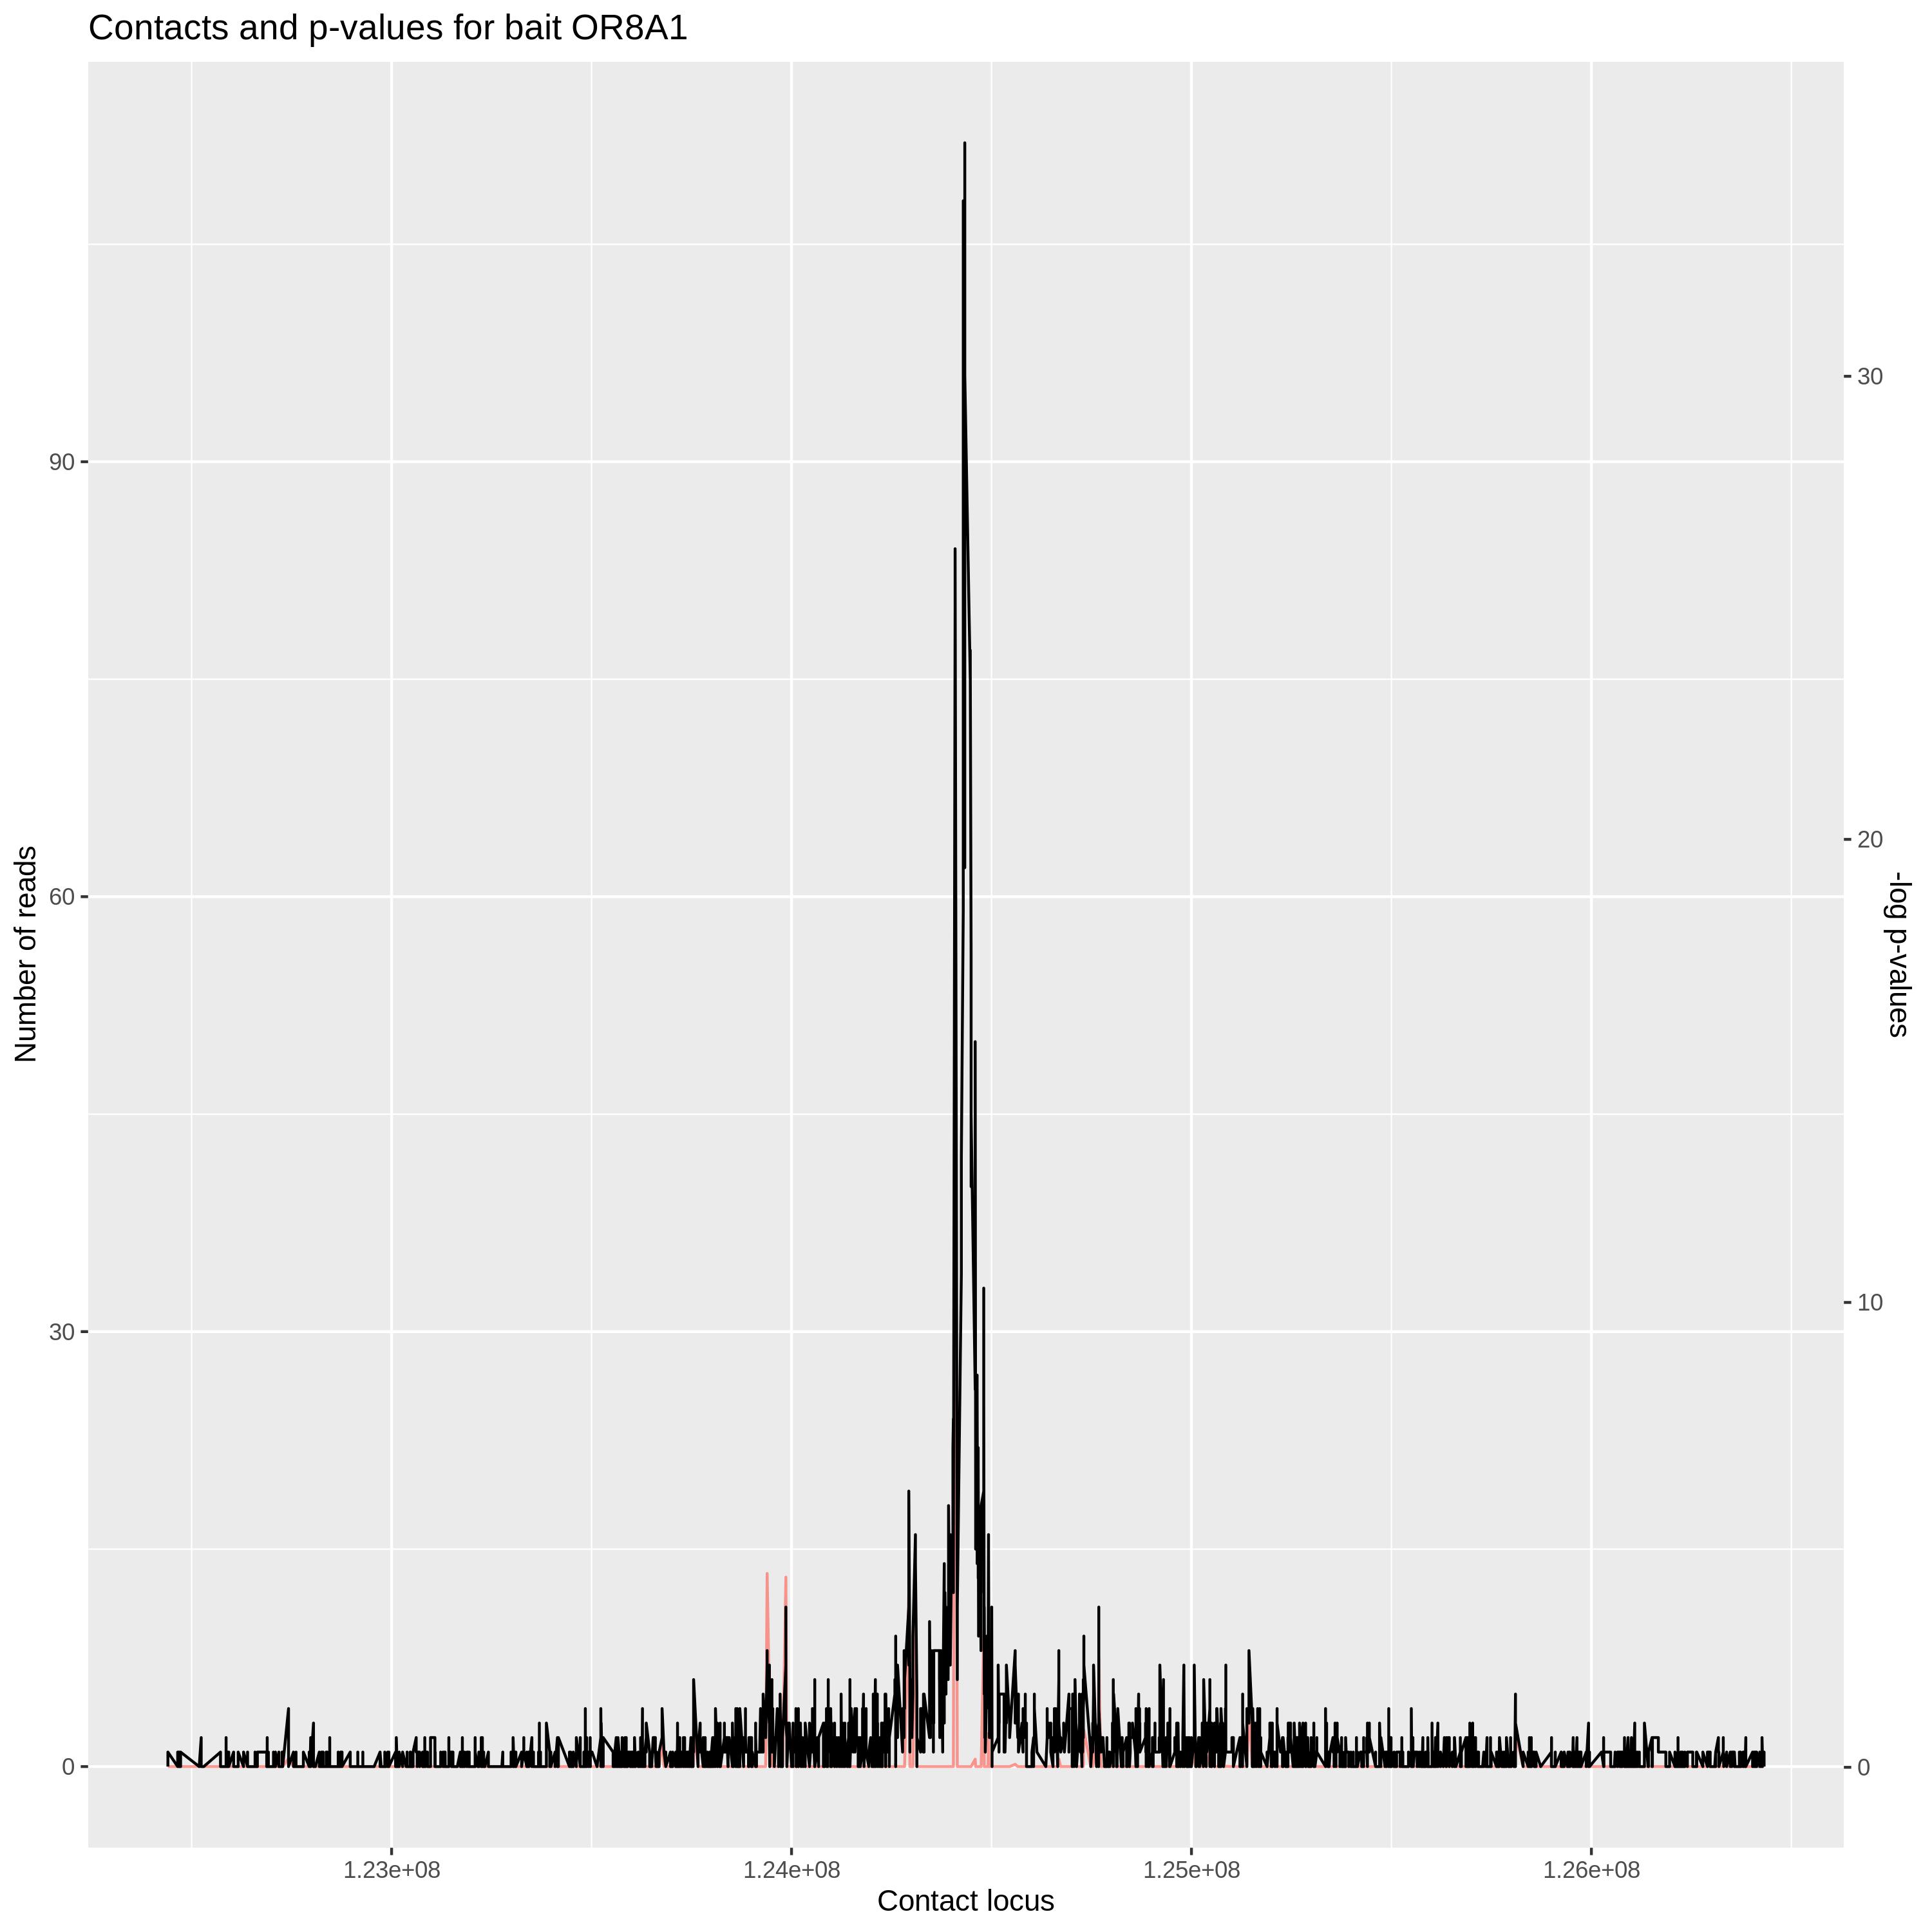 Contacts and p-values for bait OR8A1
90
60
30
0
Number of reads
30
20
10
0
-log p-values
1.23e+08
1.24e+08
1.25e+08
1.26e+08
Contact locus